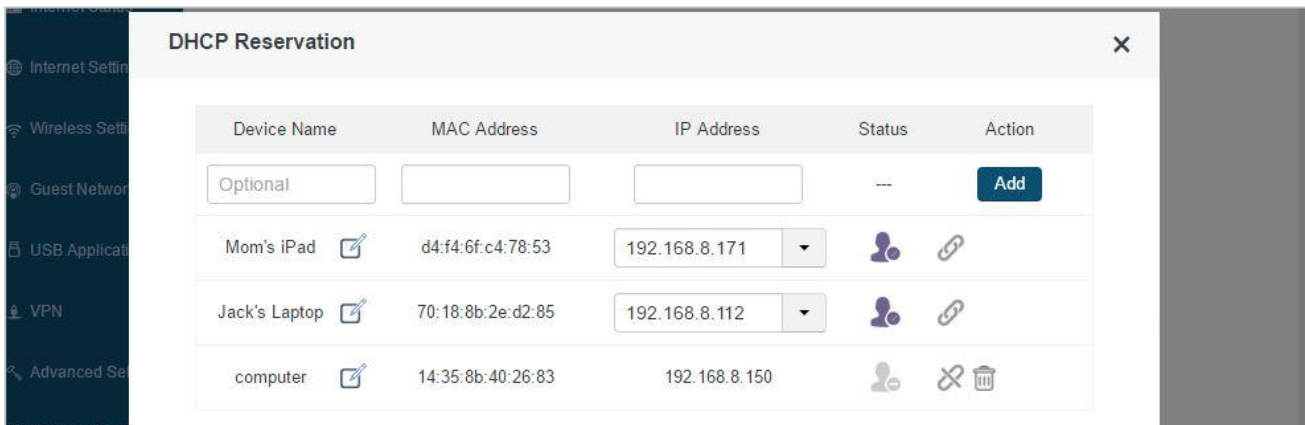 Internet Status
DHCP Reservation
Internet Settin
Device Name MAC Address IP Address Status Action
Wireless Setti
Optional --- Add
Guest Networ
Mom's iPad d4:f4:6f:c4:78:53 192.168.8.171
USB Applicati
Jack's Laptop 70:18:8b:2e:d2:85 192.168.8.112
VPN
computer 14:35:8b:40:26:83 192.168.8.150
Advanced Set